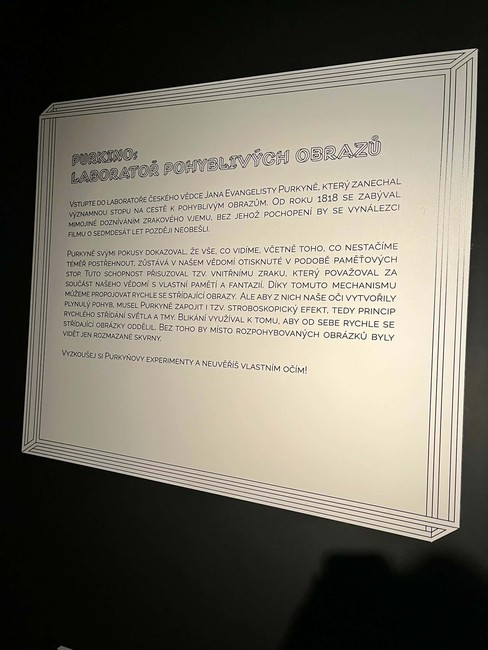 PURKINO:
LABORATOŘ POHYBLIVÝCH OBRAZŮ
VSTUPTE DO LABORATOŘE ČESKÉHO VĚDCE JANA EVANGELISTY PURKYNĚ, KTERÝ ZANECHAL
VÝZNAMNOU STOPU NA CESTĚ K POHYBLIVÝM OBRAZŮM. OD ROKU 1818 SE ZABÝVAL
MIMOJINÉ DOZNÍVÁNÍM ZRAKOVÉHO VJEMU, BEZ JEHOŽ POCHOPENÍ BY SE VYNÁLEZCI
FILMU O SEDMDESÁT LET POZDĚJI NEOBEŠLI.
PURKYNĚ SVÝMI POKUSY DOKAZOVAL, ŽE VŠE, CO VIDÍME, VČETNĚ TOHO, CO NESTAČÍME
TÉMĚŘ POSTŘEHNOUT, ZŮSTÁVÁ V NAŠEM VĚDOMÍ OTISKNUTÉ V PODOBĚ PAMĚŤOVÝCH
STOP. TUTO SCHOPNOST PŘISUZOVAL TZV. VNITŘNÍMU ZRAKU, KTERÝ POVAŽOVAL ZA
SOUČÁST NAŠEHO VĚDOMÍ S VLASTNÍ PAMĚTÍ A FANTAZIÍ. DÍKY TOMUTO MECHANISMU
MŮŽEME PROPOJOVAT RYCHLE SE STŘÍDAJÍCÍ OBRAZY. ALE ABY Z NICH NAŠE OČI VYTVOŘILY
PLYNULÝ POHYB, MUSEL PURKYNĚ ZAPOJIT I TZV. STROBOSKOPICKÝ EFEKT, TEDY PRINCIP
RYCHLÉHO STŘÍDÁNÍ SVĚTLA A TMY. BLIKÁNÍ VYUŽÍVAL K TOMU, ABY OD SEBE RYCHLE SE
STŘÍDAJÍCÍ OBRÁZKY ODDĚLIL. BEZ TOHO BY MÍSTO ROZPOHYBOVANÝCH OBRÁZKŮ BYLY
VIDĚT JEN ROZMAZANÉ SKVRNY.
VYZKOUŠEJ SI PURKYŇOVY EXPERIMENTY A NEUVĚŘÍŠ VLASTNÍM OČÍM!